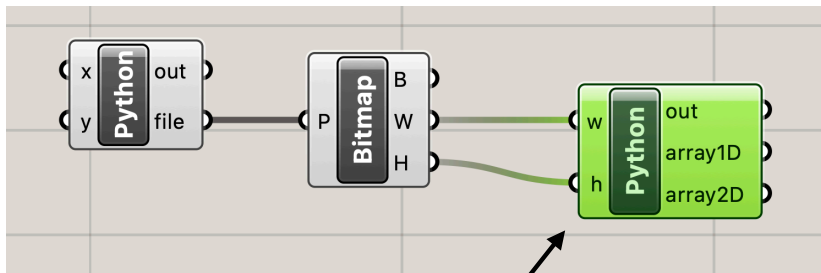 x
y
Python
out
file
P
Bitmap
B
W
H
w
h
Python
out
array1D
array2D